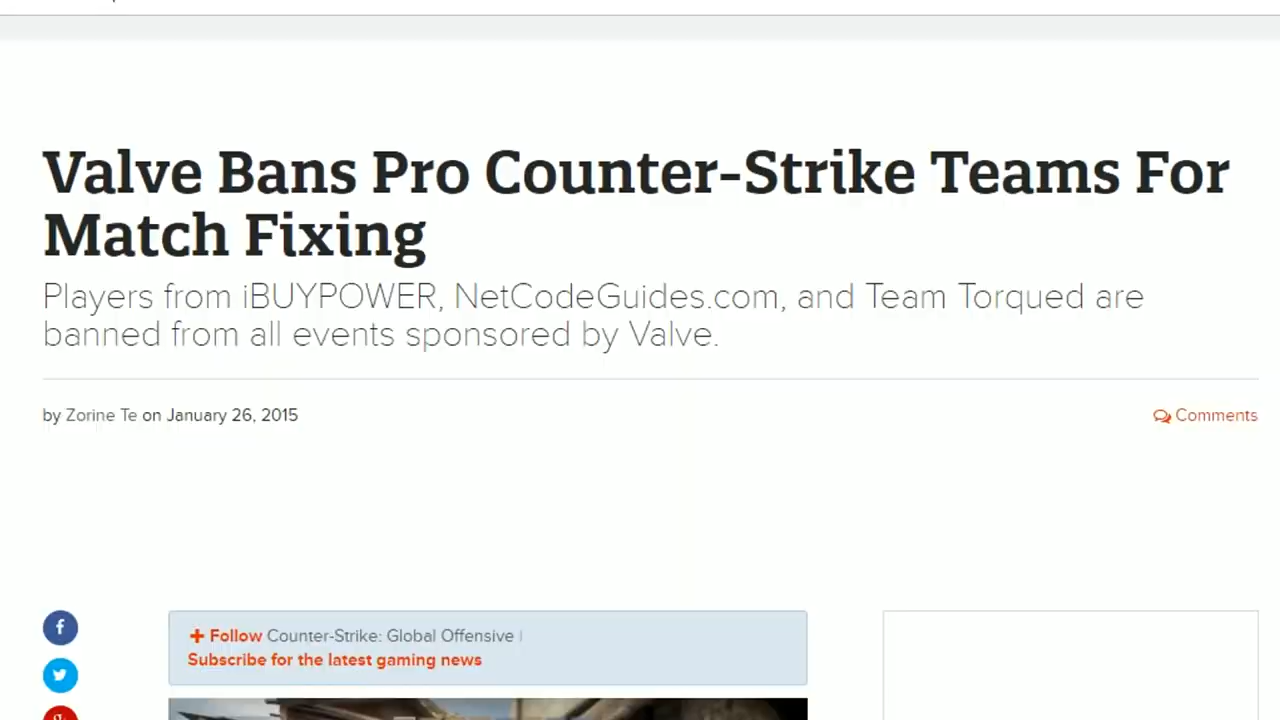 Valve Bans Pro Counter-Strike Teams For
Match Fixing
Players from iBUYPOWER, NetCodeGuides.com, and Team Torqued are
banned from all events sponsored by Valve.
by Zorine Te on January 26, 2015
Comments
Follow Counter-Strike: Global Offensive |
Subscribe for the latest gaming news